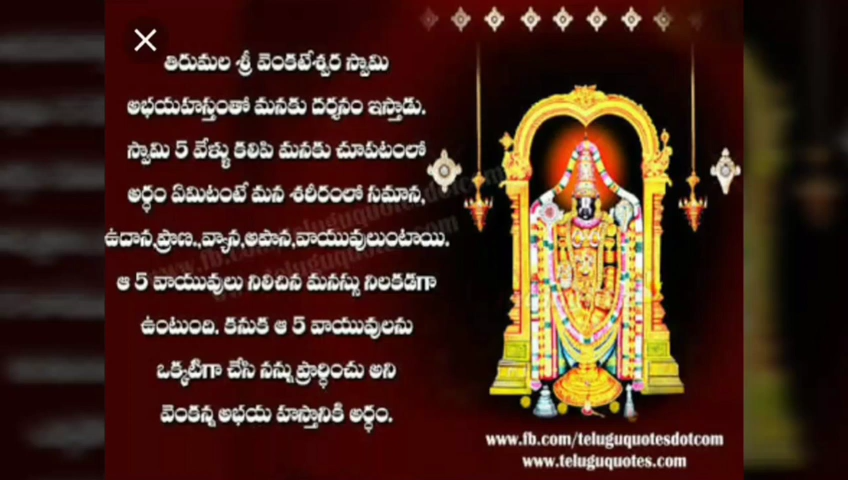 తిరుమల శ్రీ వెంకటేశ్వర స్వామి
అభయహస్తంతో మనకు దర్శనం ఇస్తాడు.
స్వామి 5 వేళ్ళు కలిపి మనకు చూపటంలో
అర్ధం ఏమిటంటే మన శరీరంలో సమాన,
ఉదాన,ప్రాణ.,వ్యాన,అపాన,వాయువులుంటాయి.
ఆ 5 వాయువులు నిలిచిన మనస్సు నిలకడగా
ఉంటుంది. కనుక ఆ 5 వాయువులను
ఒక్కటిగా చేసి నన్ను ప్రార్ధించు అని
వెంకన్న అభయ హస్తానికి అర్ధం.
www.fb.com/teluguquotesdotcom
www.teluguquotes.com